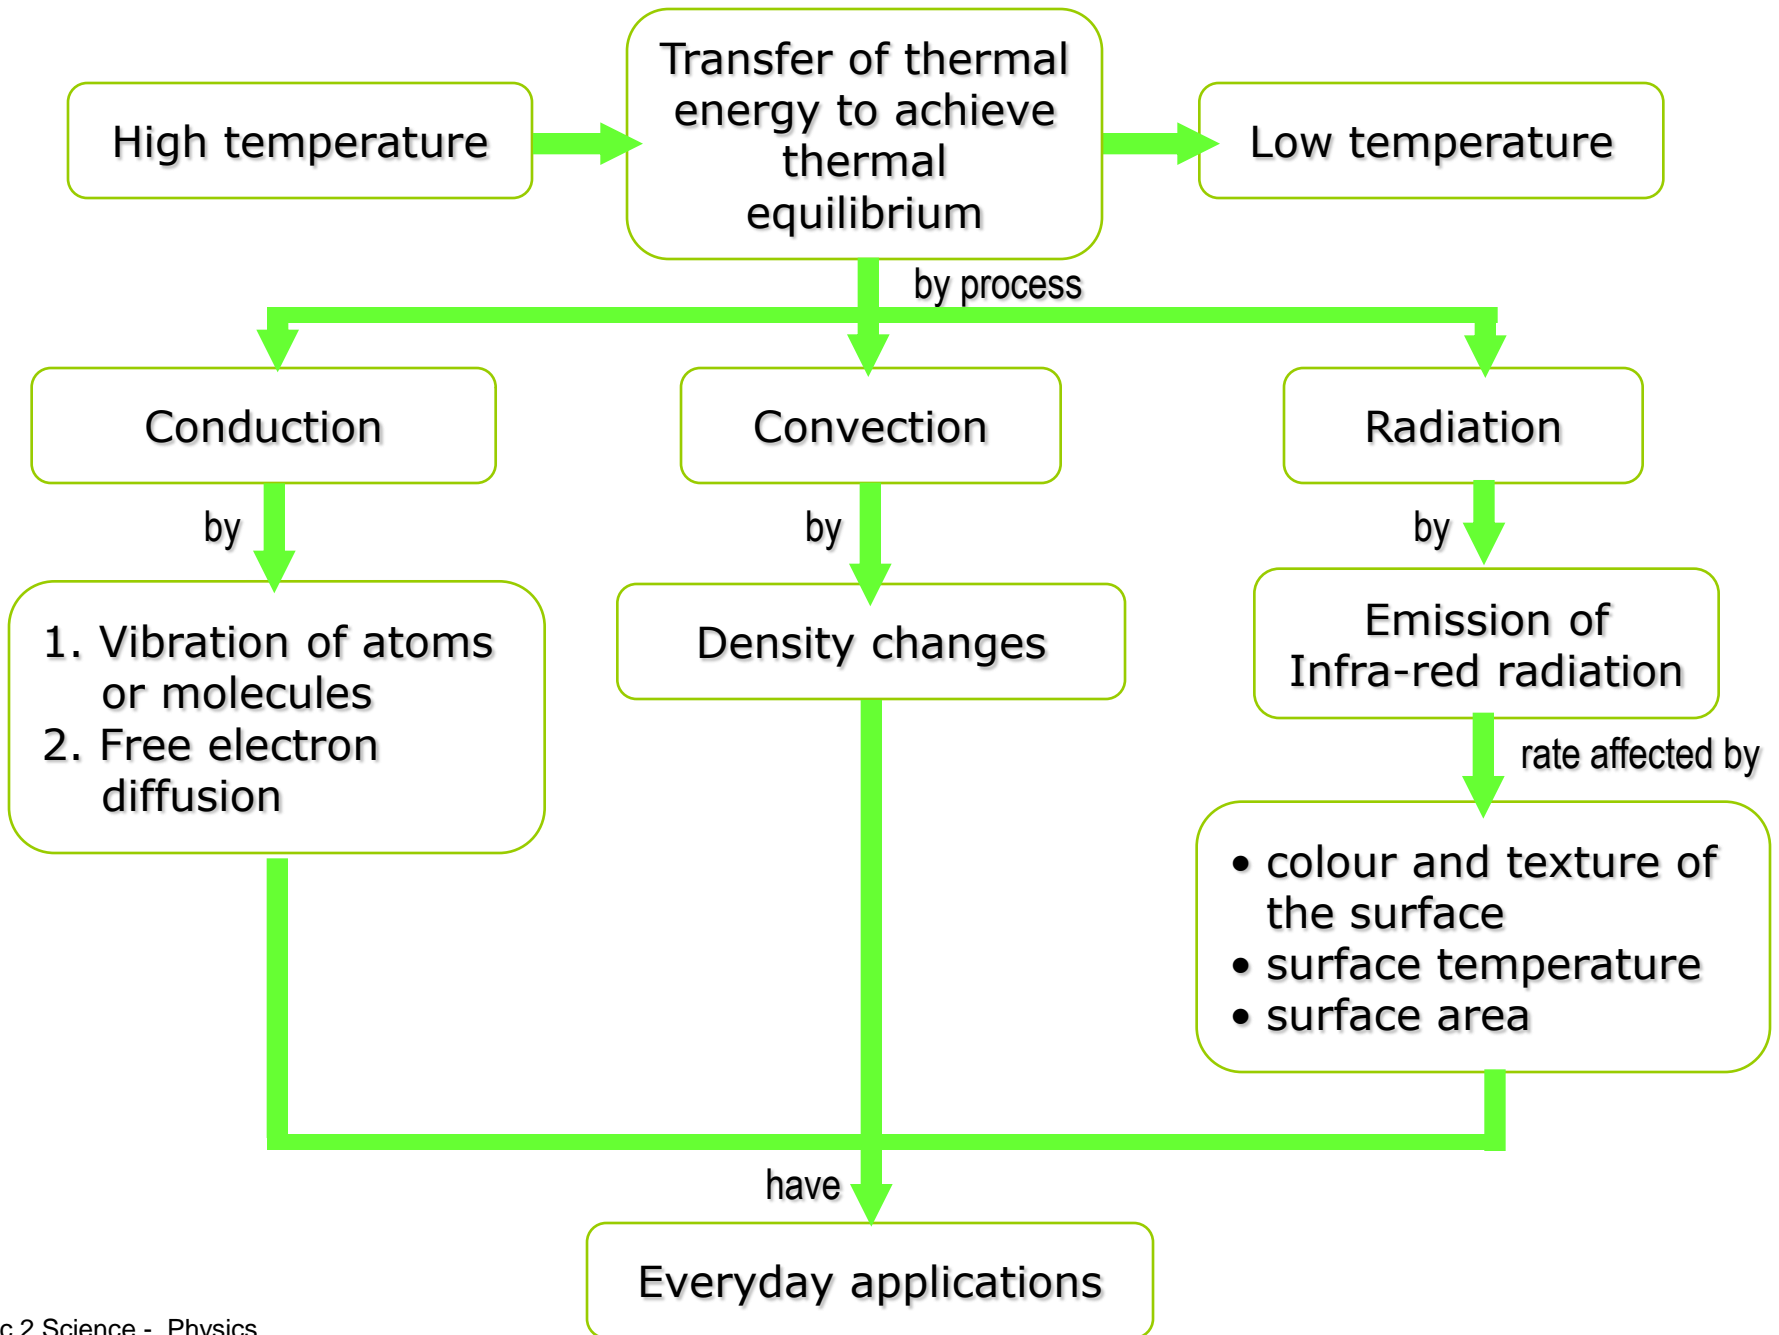 High temperature
Transfer of thermal
energy to achieve
thermal
equilibrium
Low temperature
by process
Conduction
Convection
Radiation
by
by
by
1. Vibration of atoms
or molecules
2. Free electron
diffusion
Density changes
Emission of
Infra-red radiation
rate affected by
• colour and texture of
the surface
• surface temperature
• surface area
have
Everyday applications
2 Science - Physics